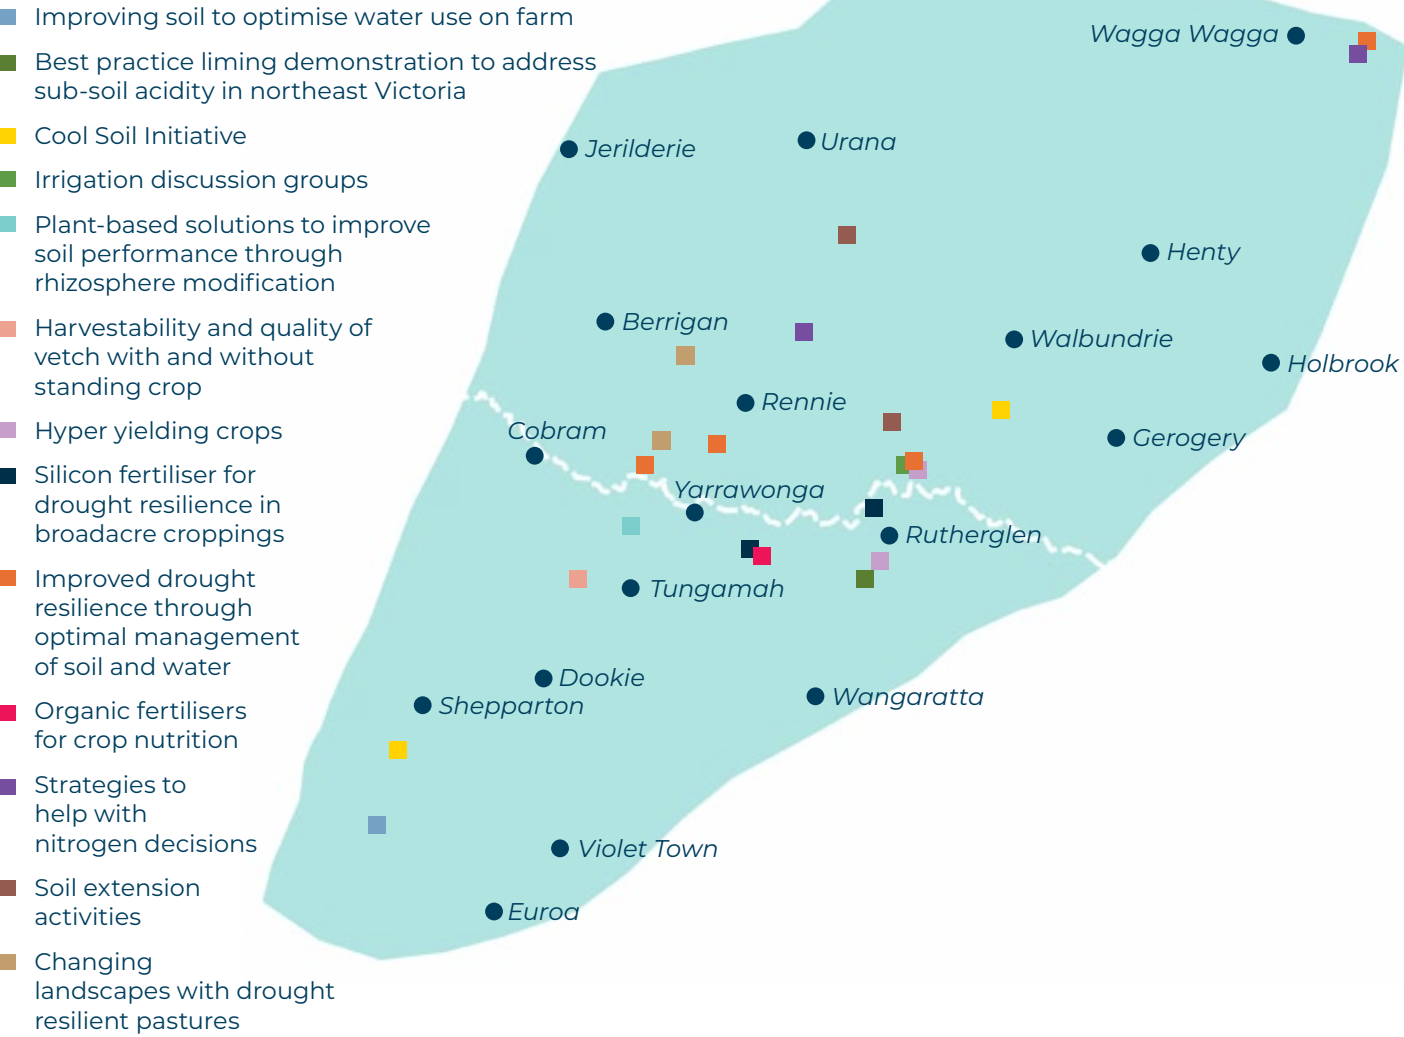 Improving soil to optimise water use on farm
Best practice liming demonstration to address
sub-soil acidity in northeast Victoria
Cool Soil Initiative
Irrigation discussion groups
Plant-based solutions to improve
soil performance through
rhizosphere modification
Harvestability and quality of
vetch with and without
standing crop
Hyper yielding crops
Silicon fertiliser for
drought resilience in
broadacre croppings
Improved drought
resilience through
optimal management
of soil and water
Organic fertilisers
for crop nutrition
Strategies to
help with
nitrogen decisions
Soil extension
activities
Changing
landscapes with drought
resilient pastures
Wagga Wagga
Jerilderie
Urana
Henty
Berrigan
Walbundrie
Holbrook
Rennie
Cobram
Gerogery
Yarrawonga
Rutherglen
Tungamah
Dookie
Shepparton
Wangaratta
Violet Town
Euroa